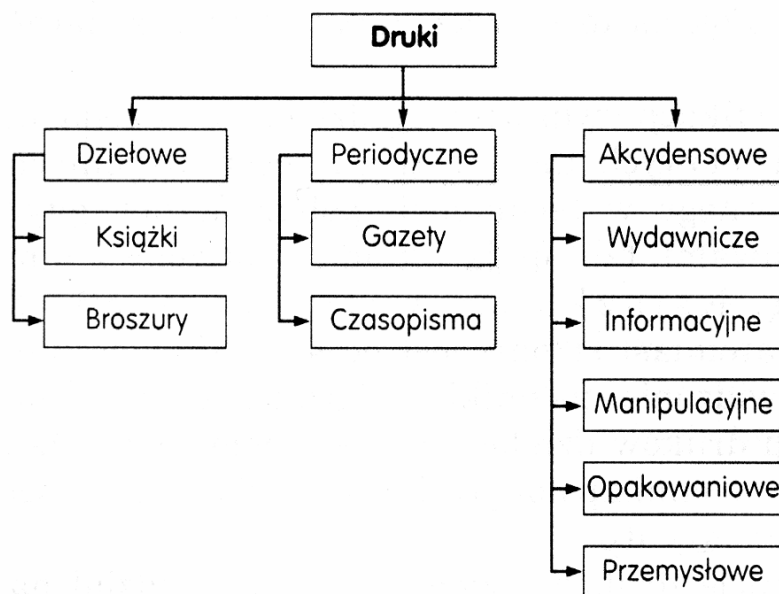 Druki
Dziełowe
Periodyczne
Akcydensowe
Książki
Gazety
Wydawnicze
Broszury
Czasopisma
Informacyjne
Manipulacyjne
Opakowaniowe
Przemysłowe